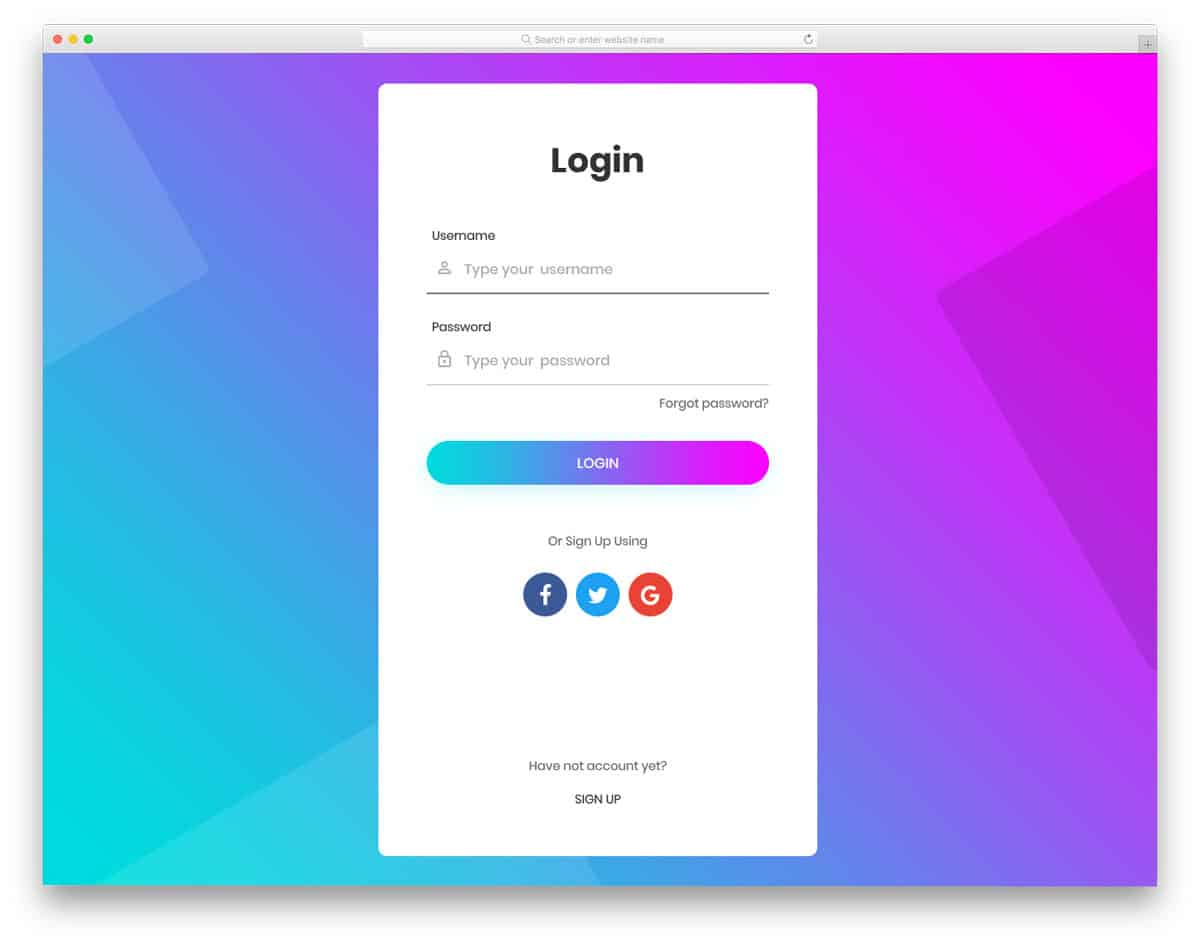 Search or enter website name
Login
Username
Type your username
Password
Type your password
Forgot password?
LOGIN
Or Sign Up Using
Have not account yet?
SIGN UP